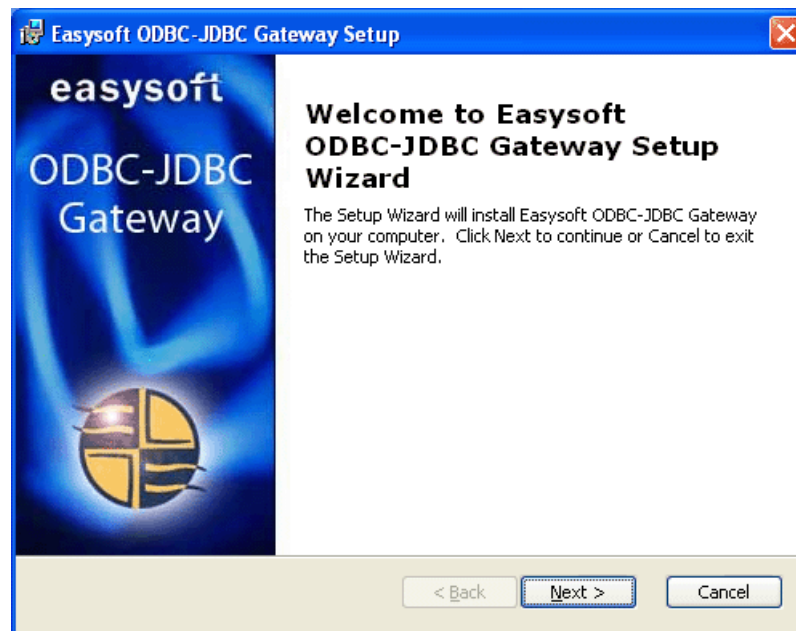 Easysoft ODBC-JDBC Gateway Setup
easysoft
ODBC-JDBC
Gateway
Welcome to Easysoft
ODBC-JDBC Gateway Setup
Wizard
The Setup Wizard will install Easysoft ODBC-JDBC Gateway
on your computer.  Click Next to continue or Cancel to exit
the Setup Wizard.
< Back
Next >
Cancel